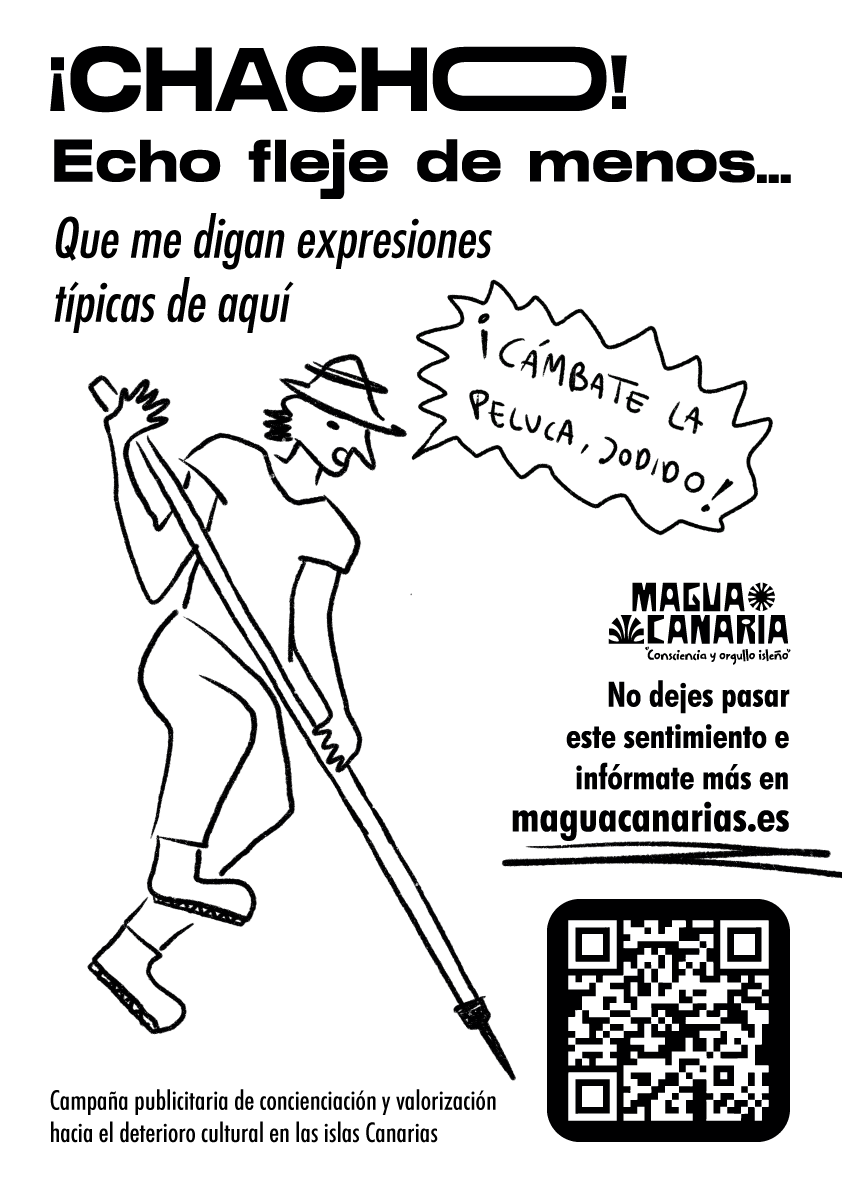 ¡CHACHO!
Echo fleje de menos...
Que me digan expresiones
típicas de aquí
¡CÁMBATE LA
PELUCA, JODIDO!
MAGUA
CANARIA
"Consciencia y orgullo isleño"
No dejes pasar
este sentimiento e
infórmate más en
maguacanarias.es
Campaña publicitaria de concienciación y valorización
hacia el deterioro cultural en las islas Canarias